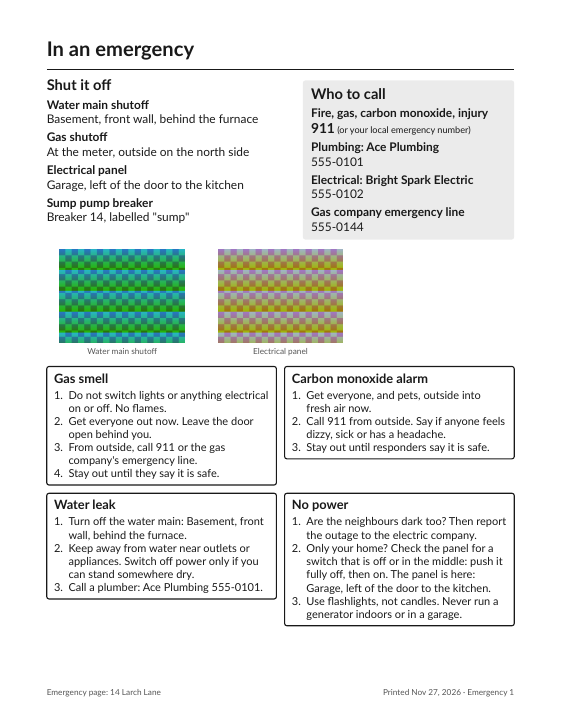 In an emergency
Shut it off
Water main shutoff
Basement, front wall, behind the furnace
Gas shutoff
At the meter, outside on the north side
Electrical panel
Garage, left of the door to the kitchen
Sump pump breaker
Breaker 14, labelled "sump"
Who to call
Fire, gas, carbon monoxide, injury
911 (or your local emergency number)
Plumbing: Ace Plumbing
555-0101
Electrical: Bright Spark Electric
555-0102
Gas company emergency line
555-0144
Water main shutoff
Electrical panel
Gas smell
1. Do not switch lights or anything electrical
on or off. No flames.
2. Get everyone out now. Leave the door
open behind you.
3. From outside, call 911 or the gas
company's emergency line.
4. Stay out until they say it is safe.
Carbon monoxide alarm
1. Get everyone, and pets, outside into
fresh air now.
2. Call 911 from outside. Say if anyone feels
dizzy, sick or has a headache.
3. Stay out until responders say it is safe.
Water leak
1. Turn off the water main: Basement, front
wall, behind the furnace.
2. Keep away from water near outlets or
appliances. Switch off power only if you
can stand somewhere dry.
3. Call a plumber: Ace Plumbing 555-0101.
No power
1. Are the neighbours dark too? Then report
the outage to the electric company.
2. Only your home? Check the panel for a
switch that is off or in the middle: push it
fully off, then on. The panel is here:
Garage, left of the door to the kitchen.
3. Use flashlights, not candles. Never run a
generator indoors or in a garage.
Emergency page: 14 Larch Lane
Printed Nov 27, 2026 · Emergency 1